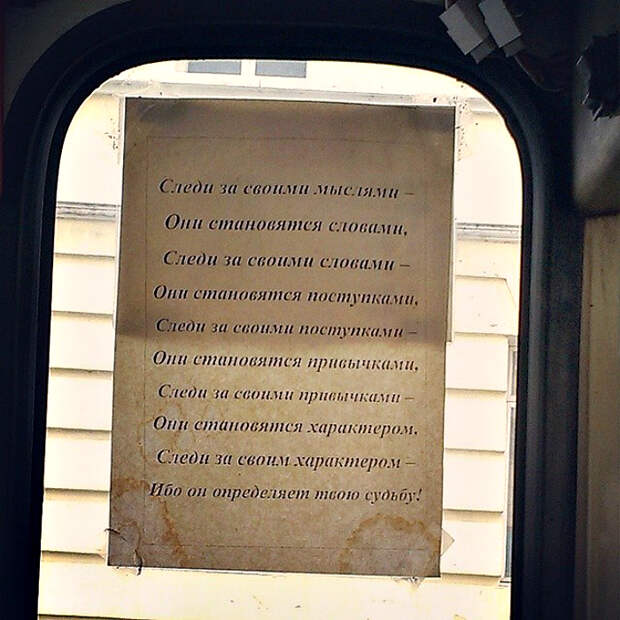 Следи за своими мыслями –
Они становятся словами,
Следи за своими словами –
Они становятся поступками,
Следи за своими поступками –
Они становятся привычками,
Следи за своими привычками –
Они становятся характером,
Следи за своим характером –
Ибо он определяет твою судьбу!